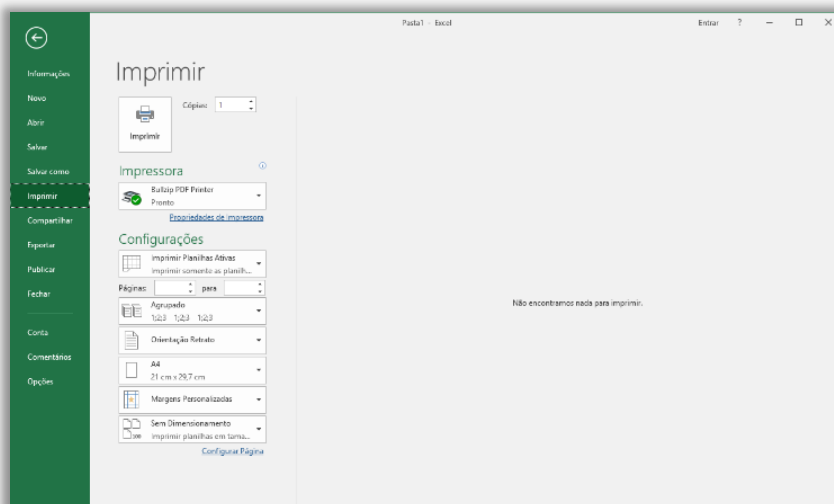 Pasta1 - Excel
Entrar ?
Informações
Novo
Abrir
Salvar
Salvar como
Imprimir
Compartilhar
Exportar
Publicar
Fechar
Conta
Comentários
Opções
Imprimir
Imprimir
Cópias: 1
Impressora
Bullzip PDF Printer
Pronto
Propriedades de Impressora
Configurações
Imprimir Planilhas Ativas
Imprimir somente as planilh...
Páginas: para
Agrupado
1;2;3 1;2;3 1;2;3
Orientação Retrato
A4
21 cm x 29,7 cm
Margens Personalizadas
Sem Dimensionamento
Imprimir planilhas em tama...
100
Configurar Página
Não encontramos nada para imprimir.